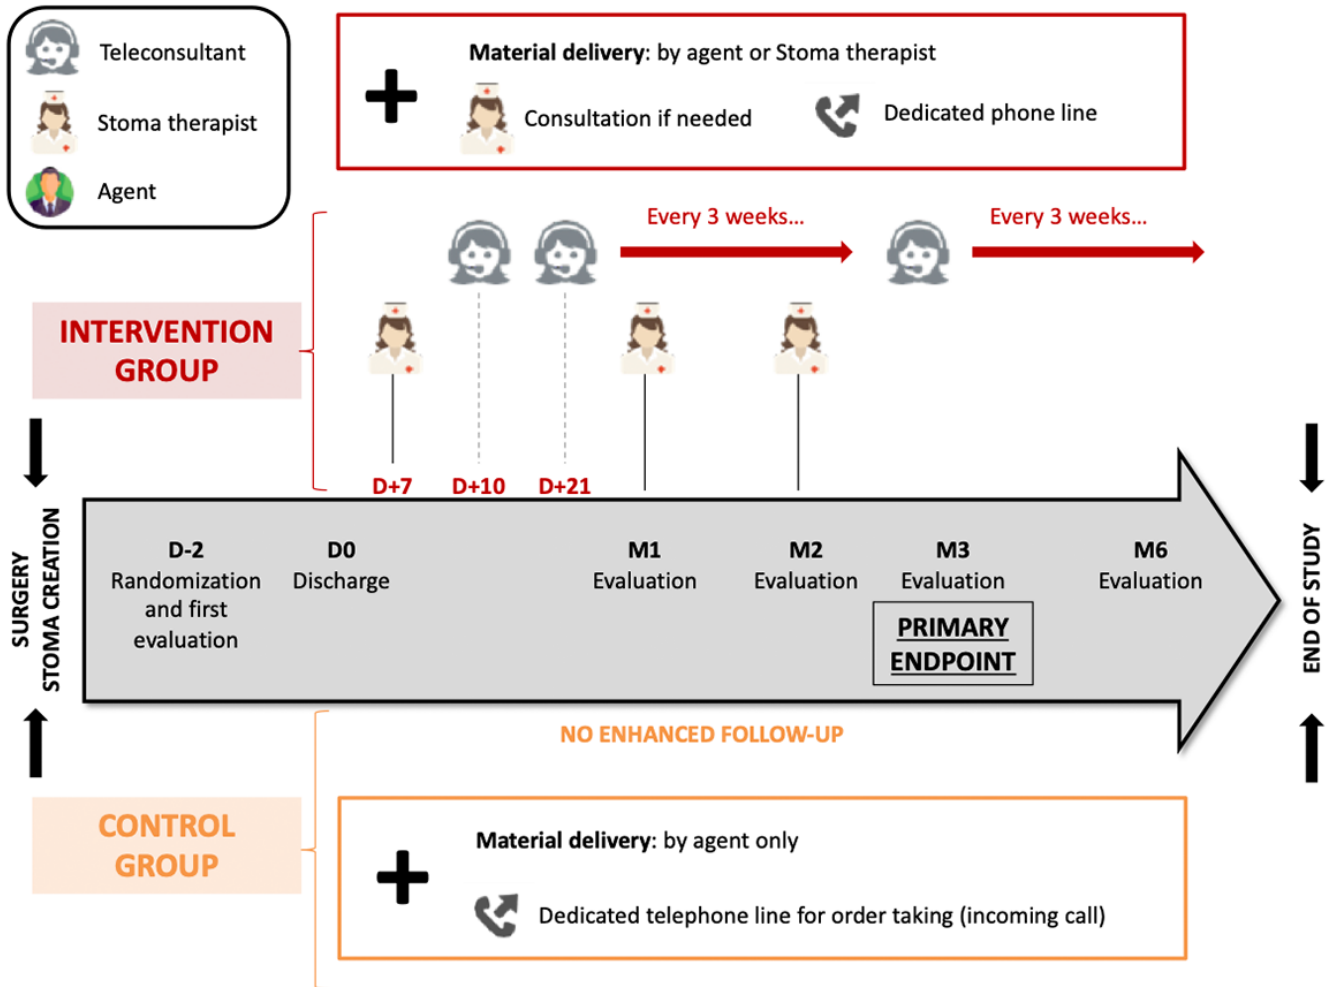 Teleconsultant
Stoma therapist
Agent
Material delivery: by agent or Stoma therapist
Consultation if needed
Dedicated phone line
Every 3 weeks...
Every 3 weeks...
INTERVENTION
GROUP
D+7
D+10
D+21
SURGERY
STOMA CREATION
D-2
Randomization
and first
evaluation
D0
Discharge
M1
Evaluation
M2
Evaluation
M3
Evaluation
PRIMARY
ENDPOINT
M6
Evaluation
END OF STUDY
NO ENHANCED FOLLOW-UP
CONTROL
GROUP
Material delivery: by agent only
Dedicated telephone line for order taking (incoming call)